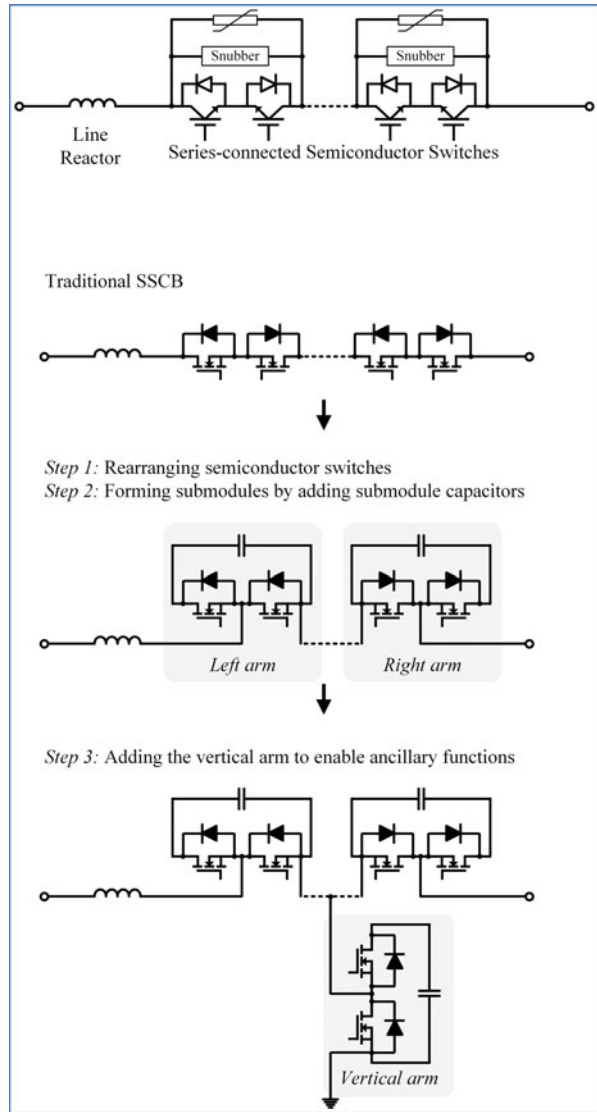 Snubber
Snubber
Line
Reactor
Series-connected Semiconductor Switches
Traditional SSCB
Step 1: Rearranging semiconductor switches
Step 2: Forming submodules by adding submodule capacitors
Left arm
Right arm
Step 3: Adding the vertical arm to enable ancillary functions
Vertical arm